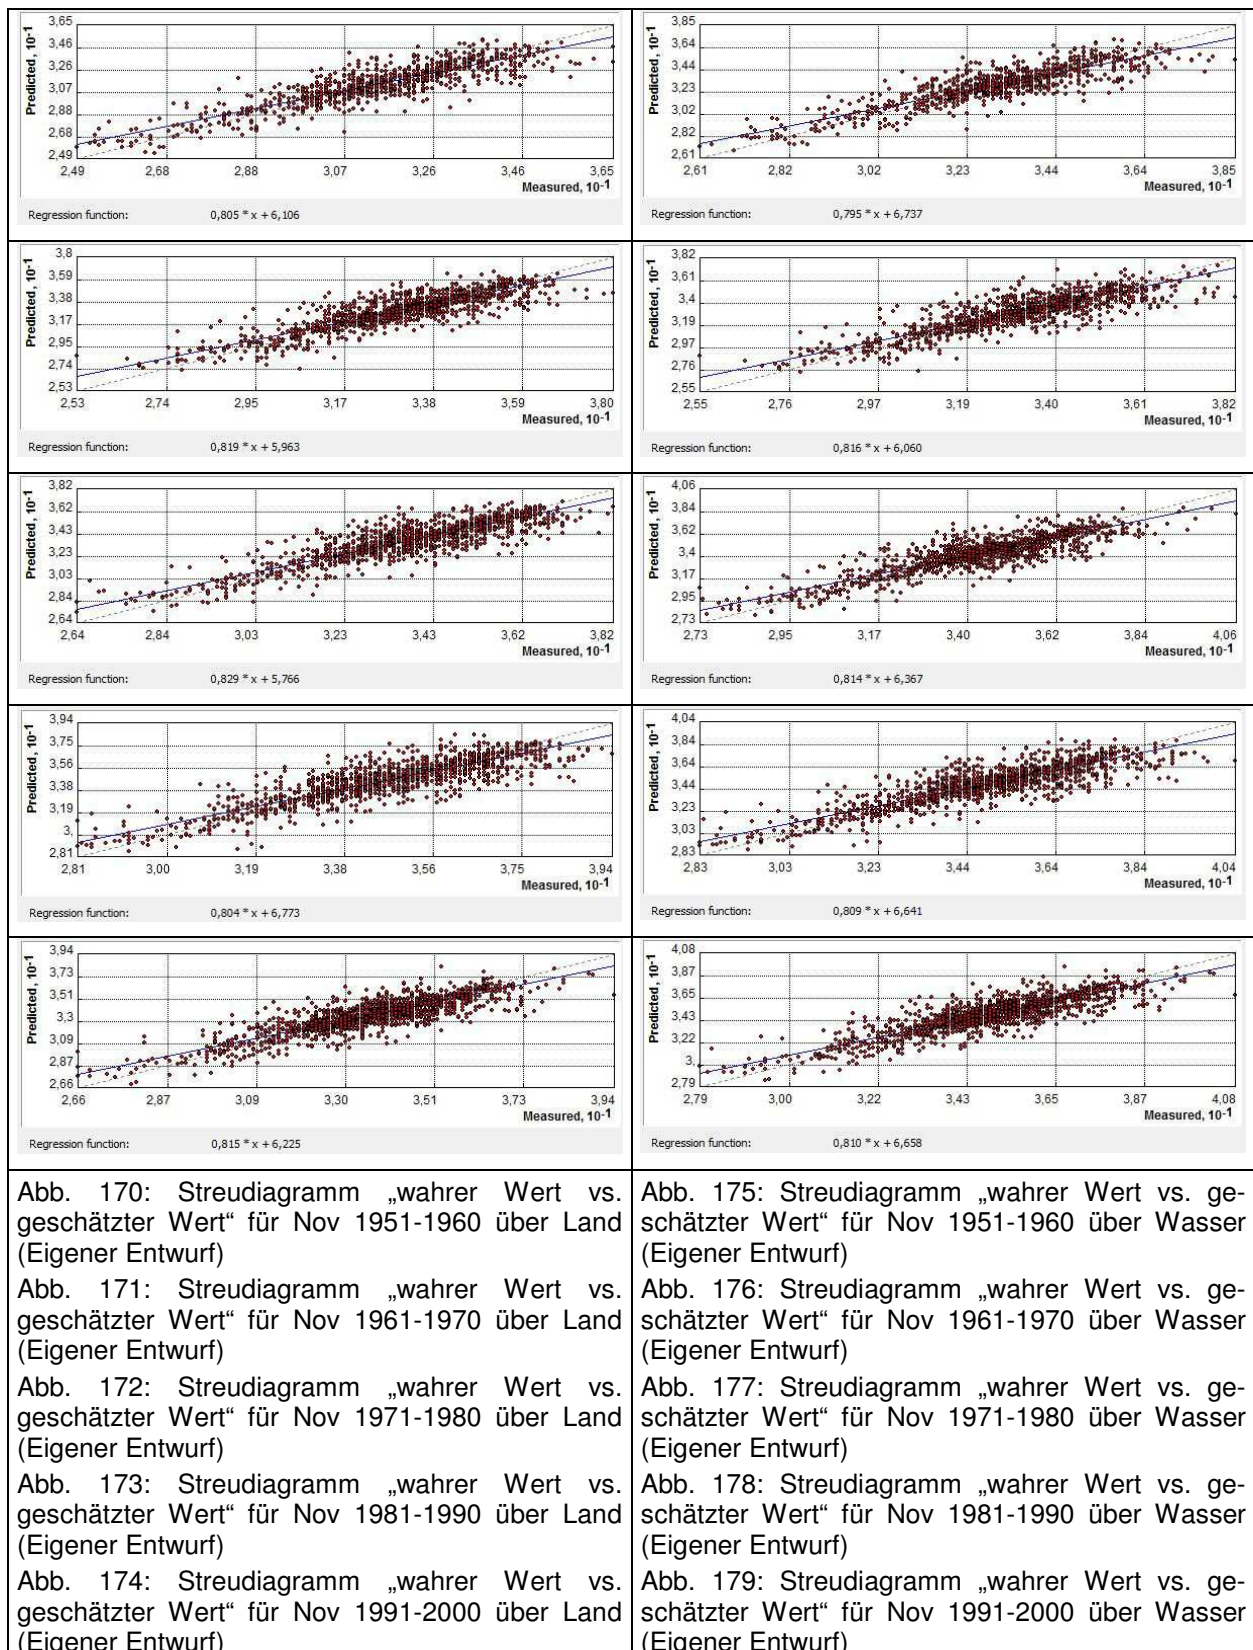 3,65
3,46
3,26
3,07
2,88
2,68
2,49
Predicted, 10-1
2,49 2,68 2,88 3,07 3,26 3,46 3,65
Measured, 10-1
Regression function: 0,805 * x + 6,106
3,85
3,64
3,44
3,23
3,02
2,82
2,61
Predicted, 10-1
2,61 2,82 3,02 3,23 3,44 3,64 3,85
Measured, 10-1
Regression function: 0,795 * x + 6,737
3,8
3,59
3,38
3,17
2,95
2,74
2,53
Predicted, 10-1
2,53 2,74 2,95 3,17 3,38 3,59 3,80
Measured, 10-1
Regression function: 0,819 * x + 5,963
3,82
3,61
3,4
3,19
2,97
2,76
2,55
Predicted, 10-1
2,55 2,76 2,97 3,19 3,40 3,61 3,82
Measured, 10-1
Regression function: 0,816 * x + 6,060
3,82
3,62
3,43
3,23
3,03
2,84
2,64
Predicted, 10-1
2,64 2,84 3,03 3,23 3,43 3,62 3,82
Measured, 10-1
Regression function: 0,829 * x + 5,766
4,06
3,84
3,62
3,4
3,17
2,95
2,73
Predicted, 10-1
2,73 2,95 3,17 3,40 3,62 3,84 4,06
Measured, 10-1
Regression function: 0,814 * x + 6,367
3,94
3,75
3,56
3,38
3,19
3,
2,81
Predicted, 10-1
2,81 3,00 3,19 3,38 3,56 3,75 3,94
Measured, 10-1
Regression function: 0,804 * x + 6,773
4,04
3,84
3,64
3,44
3,23
3,03
2,83
Predicted, 10-1
2,83 3,03 3,23 3,44 3,64 3,84 4,04
Measured, 10-1
Regression function: 0,809 * x + 6,641
3,94
3,73
3,51
3,3
3,09
2,87
2,66
Predicted, 10-1
2,66 2,87 3,09 3,30 3,51 3,73 3,94
Measured, 10-1
Regression function: 0,815 * x + 6,225
4,08
3,87
3,65
3,43
3,22
3,
2,79
Predicted, 10-1
2,79 3,00 3,22 3,43 3,65 3,87 4,08
Measured, 10-1
Regression function: 0,810 * x + 6,658
Abb. 170: Streudiagramm „wahrer Wert vs.
geschätzter Wert“ für Nov 1951-1960 über Land
(Eigener Entwurf)
Abb. 171: Streudiagramm „wahrer Wert vs.
geschätzter Wert“ für Nov 1961-1970 über Land
(Eigener Entwurf)
Abb. 172: Streudiagramm „wahrer Wert vs.
geschätzter Wert“ für Nov 1971-1980 über Land
(Eigener Entwurf)
Abb. 173: Streudiagramm „wahrer Wert vs.
geschätzter Wert“ für Nov 1981-1990 über Land
(Eigener Entwurf)
Abb. 174: Streudiagramm „wahrer Wert vs.
geschätzter Wert“ für Nov 1991-2000 über Land
(Eigener Entwurf)
Abb. 175: Streudiagramm „wahrer Wert vs. ge-
schätzter Wert“ für Nov 1951-1960 über Wasser
(Eigener Entwurf)
Abb. 176: Streudiagramm „wahrer Wert vs. ge-
schätzter Wert“ für Nov 1961-1970 über Wasser
(Eigener Entwurf)
Abb. 177: Streudiagramm „wahrer Wert vs. ge-
schätzter Wert“ für Nov 1971-1980 über Wasser
(Eigener Entwurf)
Abb. 178: Streudiagramm „wahrer Wert vs. ge-
schätzter Wert“ für Nov 1981-1990 über Wasser
(Eigener Entwurf)
Abb. 179: Streudiagramm „wahrer Wert vs. ge-
schätzter Wert“ für Nov 1991-2000 über Wasser
(Eigener Entwurf)